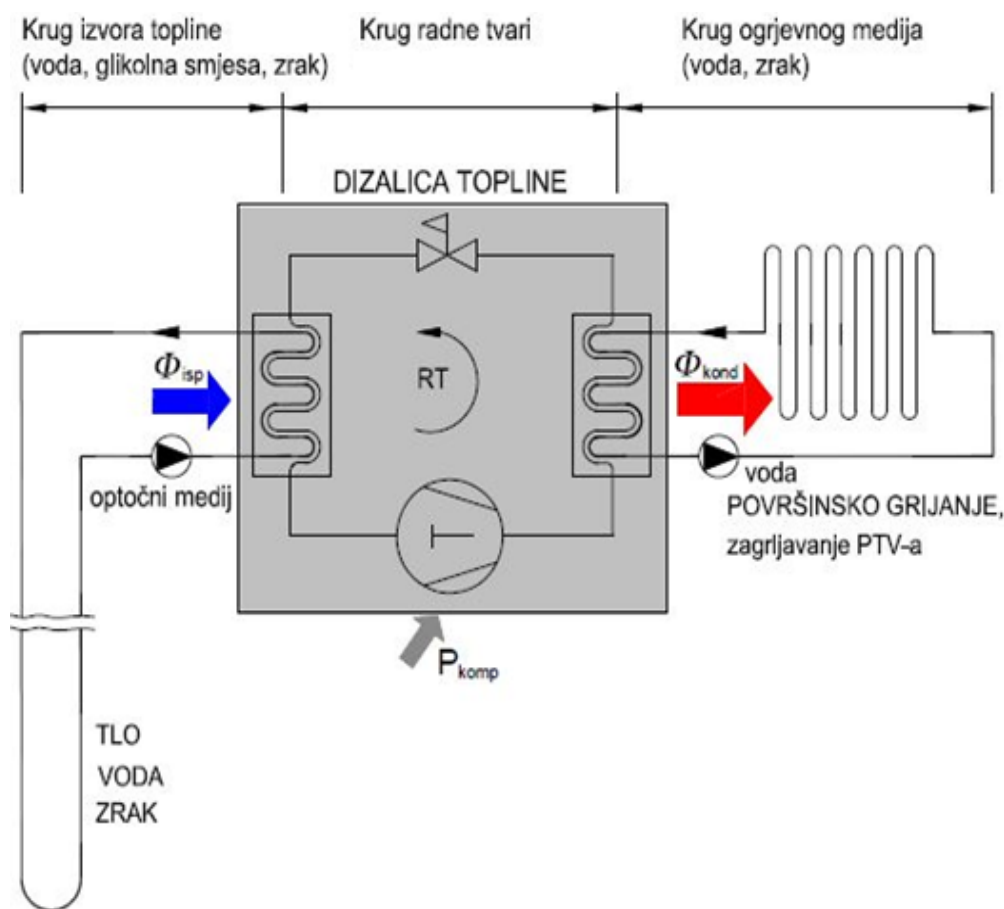 Krug izvora topline
(voda, glikolna smjesa, zrak)
Krug radne tvari
Krug ogrjevnog medija
(voda, zrak)
DIZALICA TOPLINE
Φisp
RT
Φkond
optočni medij
voda
POVRŠINSKO GRIJANJE,
zagrljavanje PTV-a
Pkomp
TLO
VODA
ZRAK